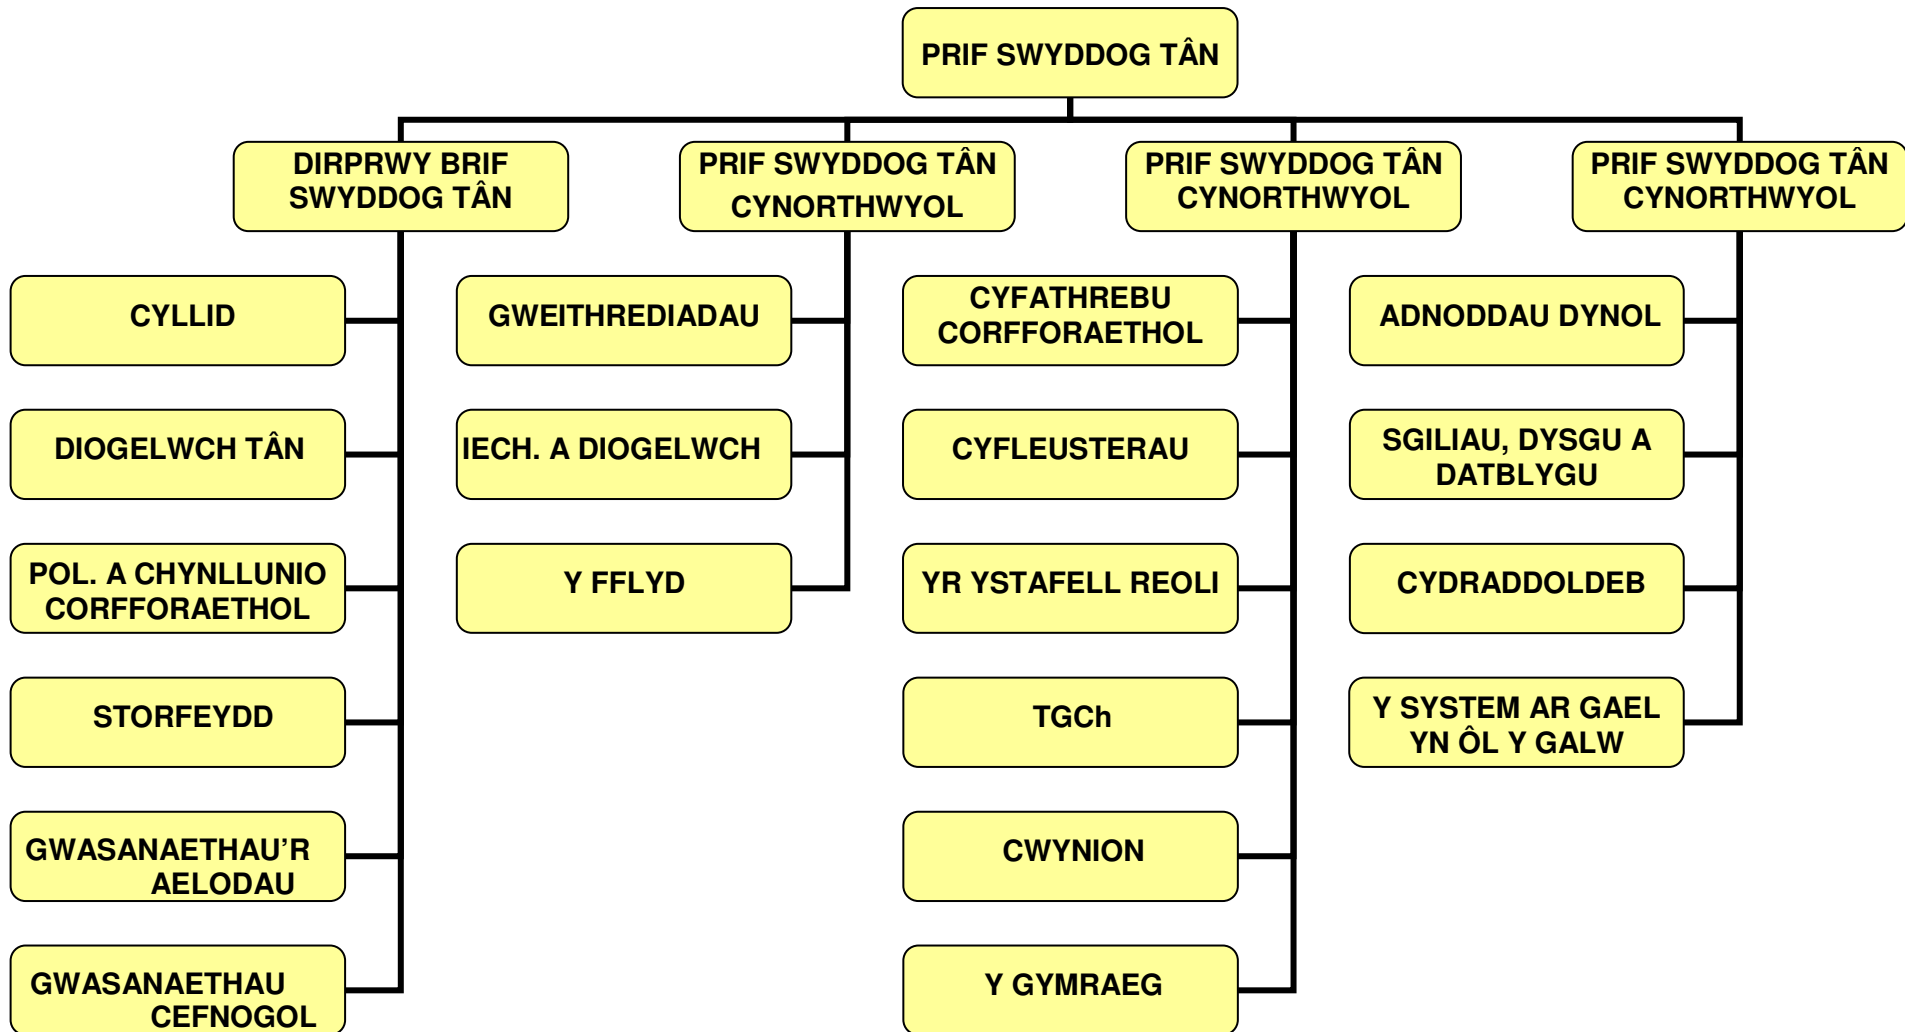 PRIF SWYDDOG TÂN
DIRPRWY BRIF
SWYDDOG TÂN
PRIF SWYDDOG TÂN
CYNORTHWYOL
PRIF SWYDDOG TÂN
CYNORTHWYOL
PRIF SWYDDOG TÂN
CYNORTHWYOL
CYLLID
DIOGELWCH TÂN
POL. A CHYNLLUNIO
CORFFORAETHOL
STORFEYDD
GWASANAETHAU’R
AELODAU
GWASANAETHAU
CEFNOGOL
GWEITHREDIADAU
IECH. A DIOGELWCH
Y FFLYD
CYFATHREBU
CORFFORAETHOL
CYFLEUSTERAU
YR YSTAFELL REOLI
TGCh
CWYNION
Y GYMRAEG
ADNODDAU DYNOL
SGILIAU, DYSGU A
DATBLYGU
CYDRADDOLDEB
Y SYSTEM AR GAEL
YN ÔL Y GALW